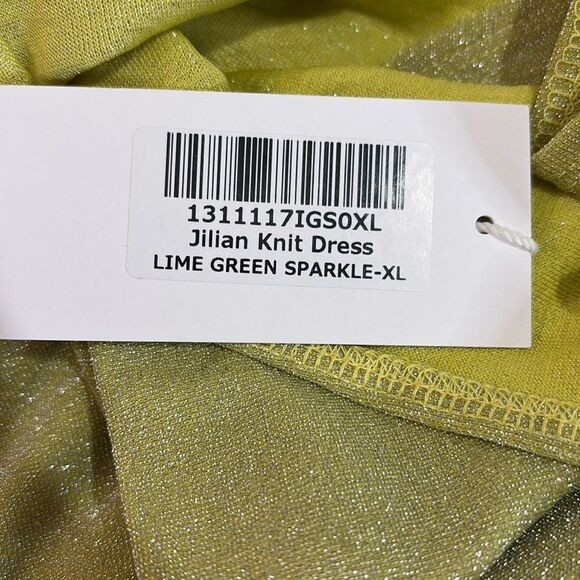 1311117IGS0XL
Jilian Knit Dress
LIME GREEN SPARKLE-XL